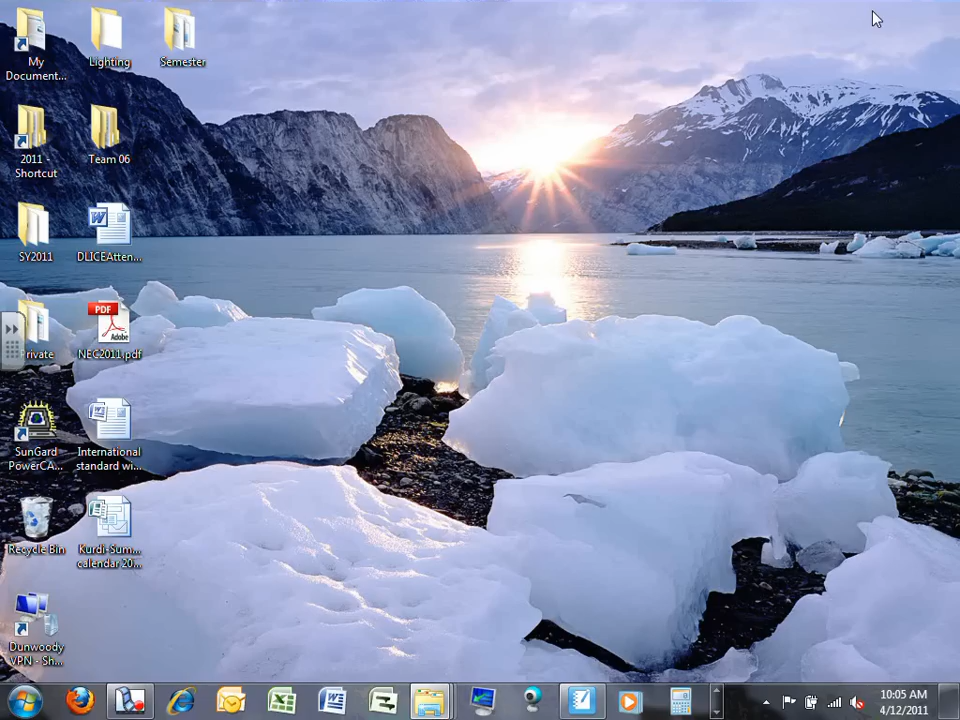 My
Document...
Lighting
Semester
2011 -
Shortcut
Team 06
SY2011
DLICEAtten...
PDF
Adobe
Private
NEC2011.pdf
SunGard
PowerCA...
International
standard wi...
Recycle Bin
Kurdi-Sum...
calendar 20...
Dunwoody
VPN - Sh...
10:05 AM
4/12/2011